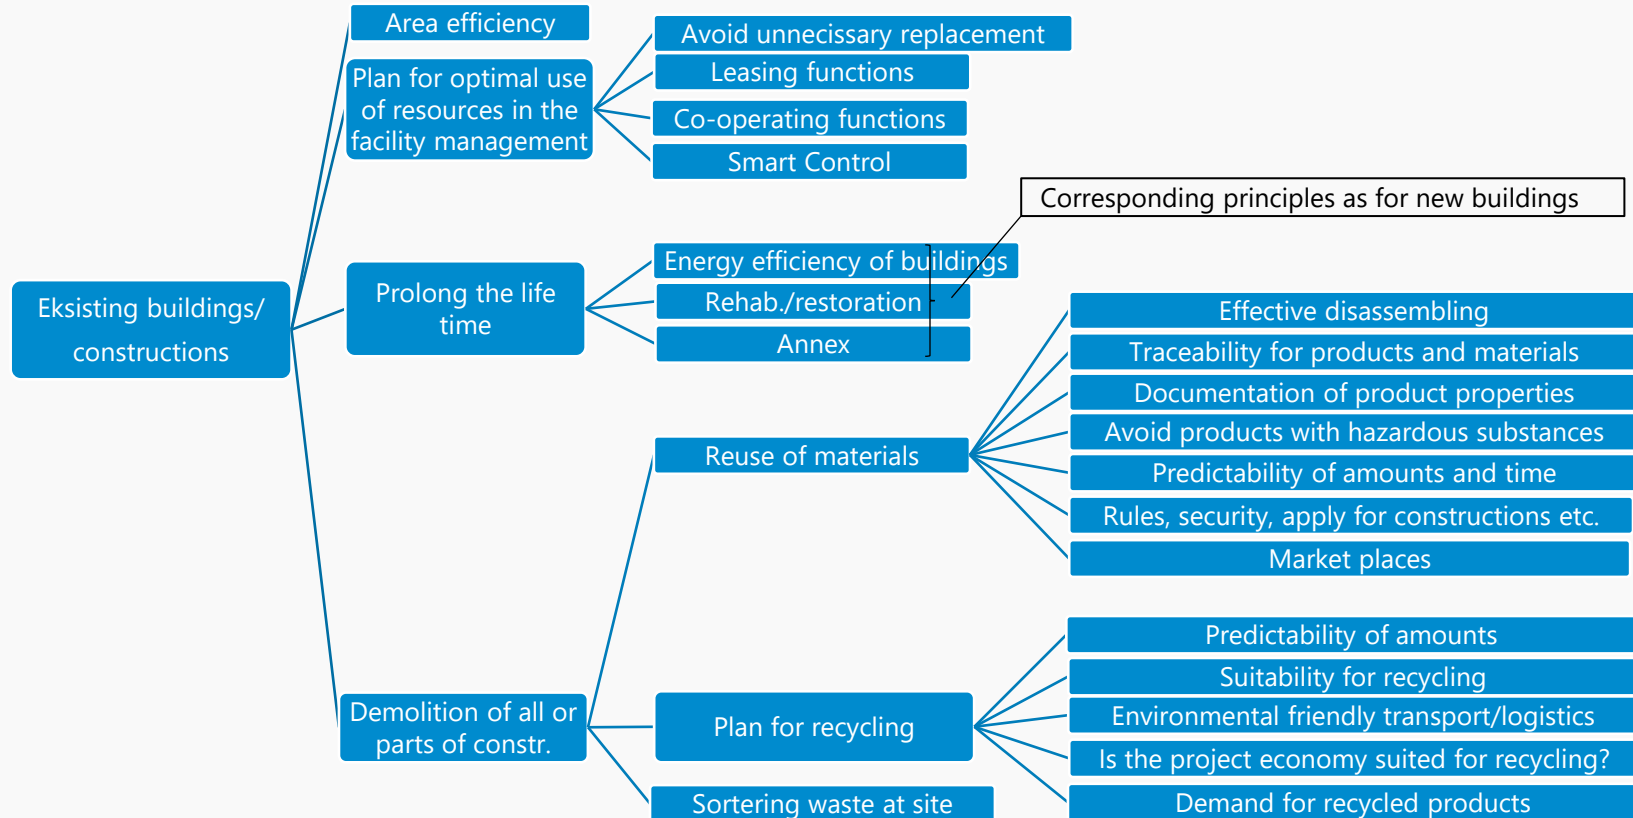 Area efficiency
Plan for optimal use
of resources in the
facility management
Avoid unnecissary replacement
Leasing functions
Co-operating functions
Smart Control
Corresponding principles as for new buildings
Eksisting buildings/
constructions
Prolong the life
time
Energy efficiency of buildings
Rehab./restoration
Annex
Effective disassembling
Traceability for products and materials
Documentation of product properties
Avoid products with hazardous substances
Predictability of amounts and time
Rules, security, apply for constructions etc.
Market places
Reuse of materials
Demolition of all or
parts of constr.
Plan for recycling
Predictability of amounts
Suitability for recycling
Environmental friendly transport/logistics
Is the project economy suited for recycling?
Demand for recycled products
Sortering waste at site